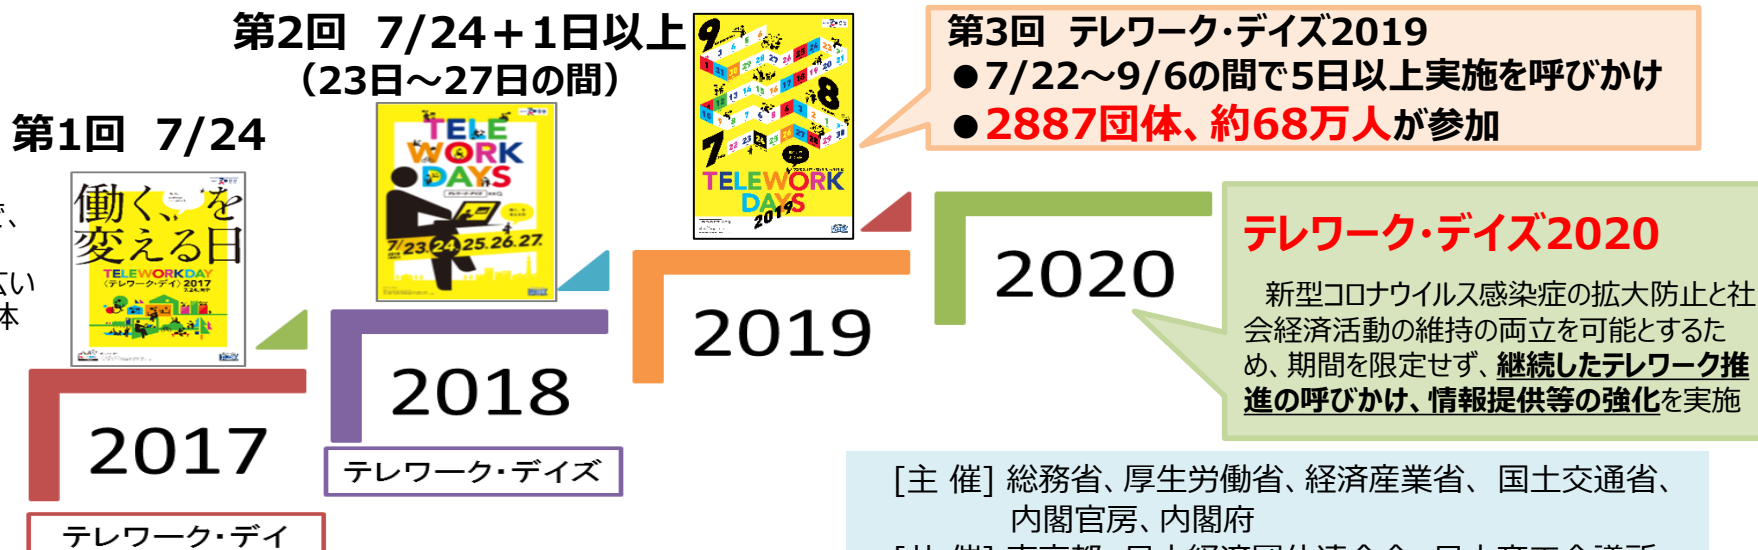 第1回 7/24
第2回 7/24＋1日以上
（23日～27日の間）
第3回 テレワーク・デイズ2019
●7/22～9/6の間で5日以上実施を呼びかけ
●2887団体、約68万人が参加
働く、を
変える日
TELEWORKDAY
〈テレワーク・デイ〉2017
TELE
WORK
DAYS
7/23.24.25.26.27.
TELEWORK
DAYS
2019
広い
体
2017
テレワーク・デイ
2018
テレワーク・デイズ
2019
2020
テレワーク・デイズ2020
新型コロナウイルス感染症の拡大防止と社
会経済活動の維持の両立を可能とするた
め、期間を限定せず、継続したテレワーク推
進の呼びかけ、情報提供等の強化を実施
[主 催] 総務省、厚生労働省、経済産業省、国土交通省、
内閣官房、内閣府